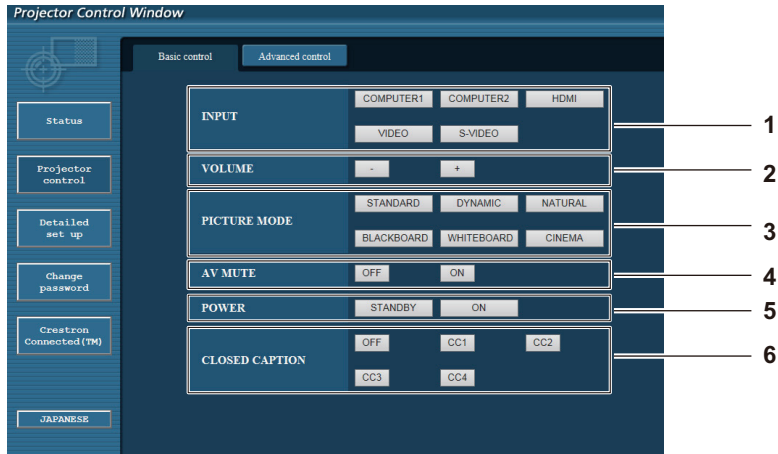 Projector Control Window
Basic control Advanced control
Status
Projector
control
Detailed
set up
Change
password
Crestron
Connected(TM)
JAPANESE
INPUT
COMPUTER1 COMPUTER2 HDMI
VIDEO S-VIDEO
1
VOLUME - +
2
PICTURE MODE
STANDARD DYNAMIC NATURAL
BLACKBOARD WHITEBOARD CINEMA
3
AV MUTE OFF ON
4
POWER STANDBY ON
5
CLOSED CAPTION
OFF CC1 CC2
CC3 CC4
6